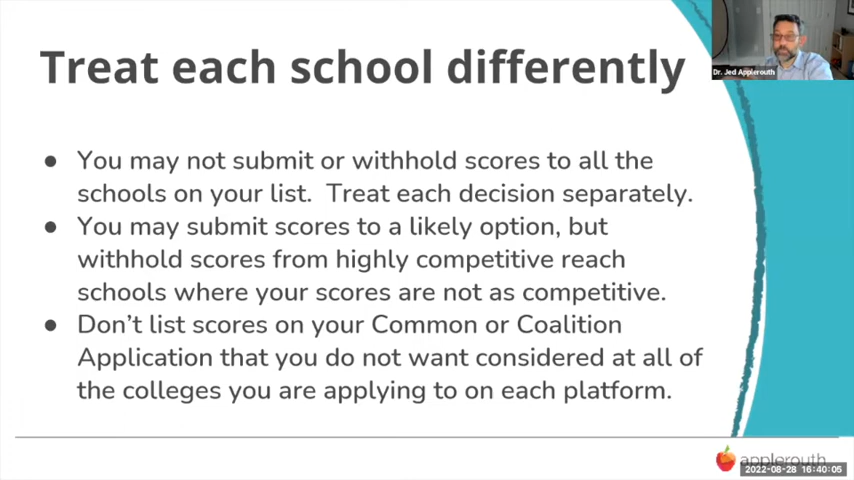 Treat each school differently
Dr. Jed Applerouth
● You may not submit or withhold scores to all the
schools on your list. Treat each decision separately.
● You may submit scores to a likely option, but
withhold scores from highly competitive reach
schools where your scores are not as competitive.
● Don’t list scores on your Common or Coalition
Application that you do not want considered at all of
the colleges you are applying to on each platform.
applerouth
2022-08-28 16:40:05